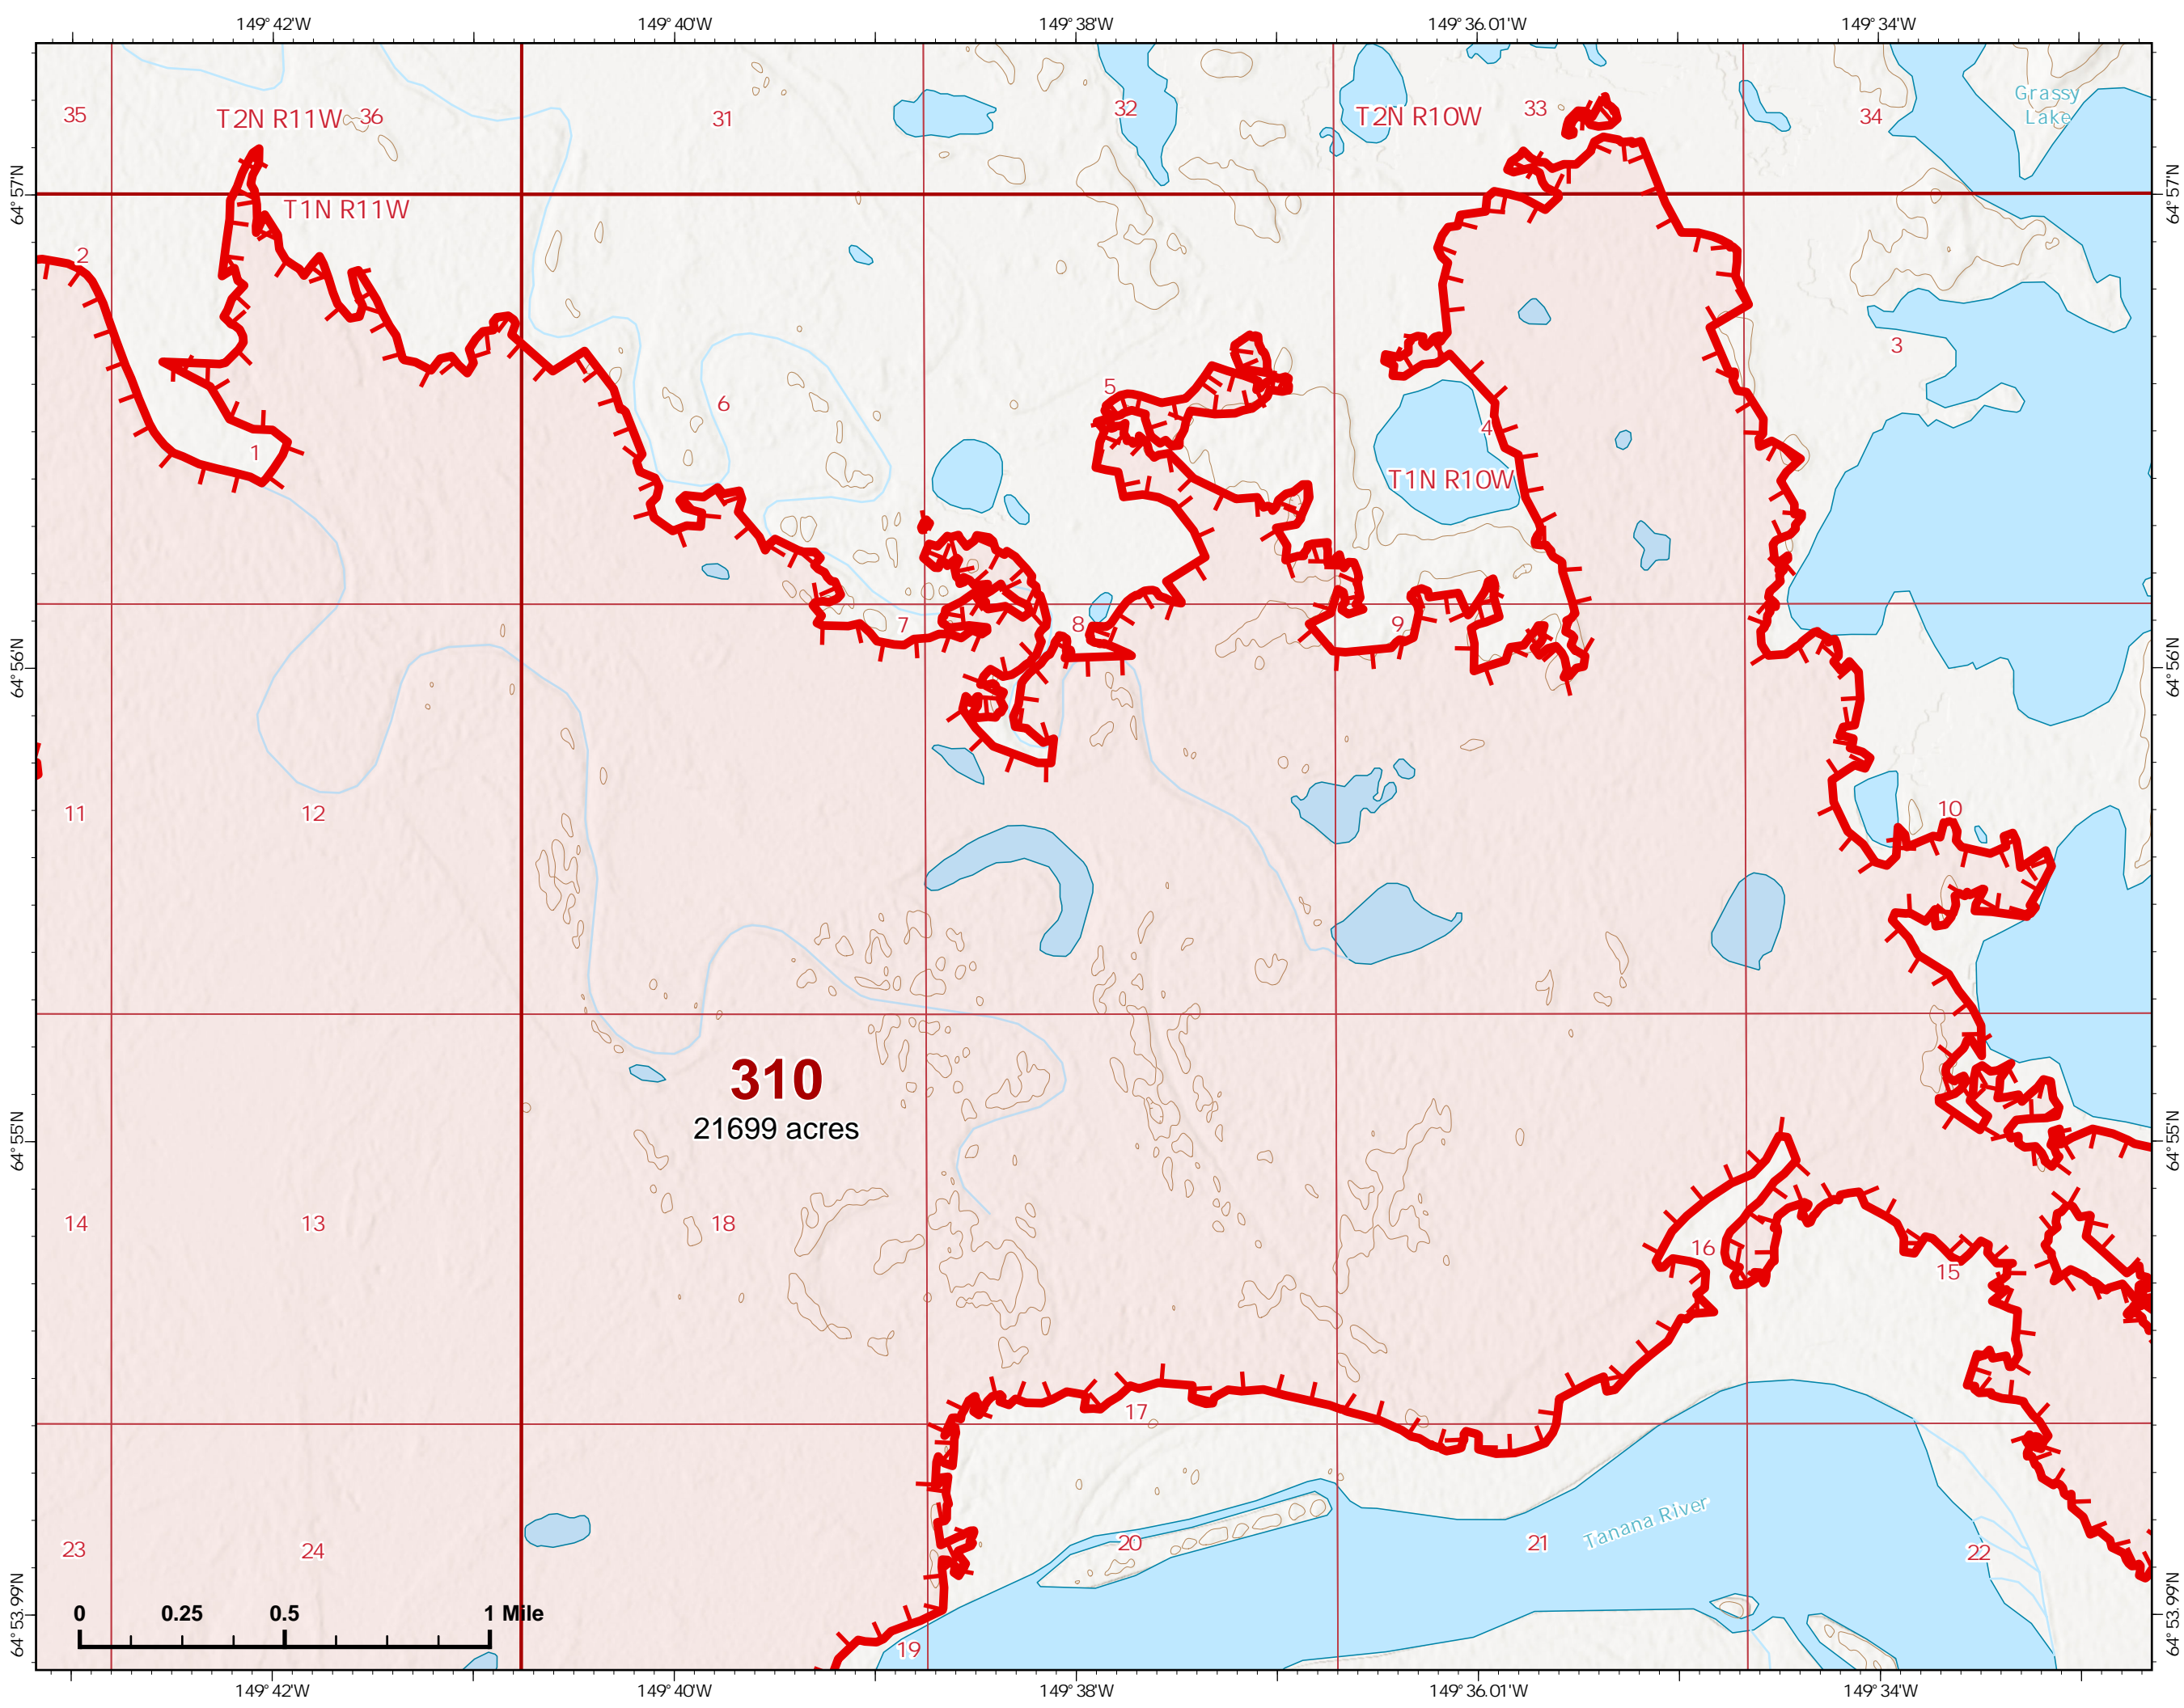 149°42'W
149°40'W
149°38'W
149°36.01'W
149°34'W
35
T2N R11W
36
31
32
T2N R10W
33
34
Grassy
Lake
64°57'N
64°57'N
T1N R11W
2
3
5
6
4
1
T1N R10W
7
8
9
64°56'N
64°56'N
11
12
10
310
21699 acres
64°55'N
64°55'N
14
13
18
16
15
17
Tanana River
23
24
20
21
22
64°53.99'N
64°53.99'N
0
0.25
0.5
1 Mile
19
149°42'W
149°40'W
149°38'W
149°36.01'W
149°34'W